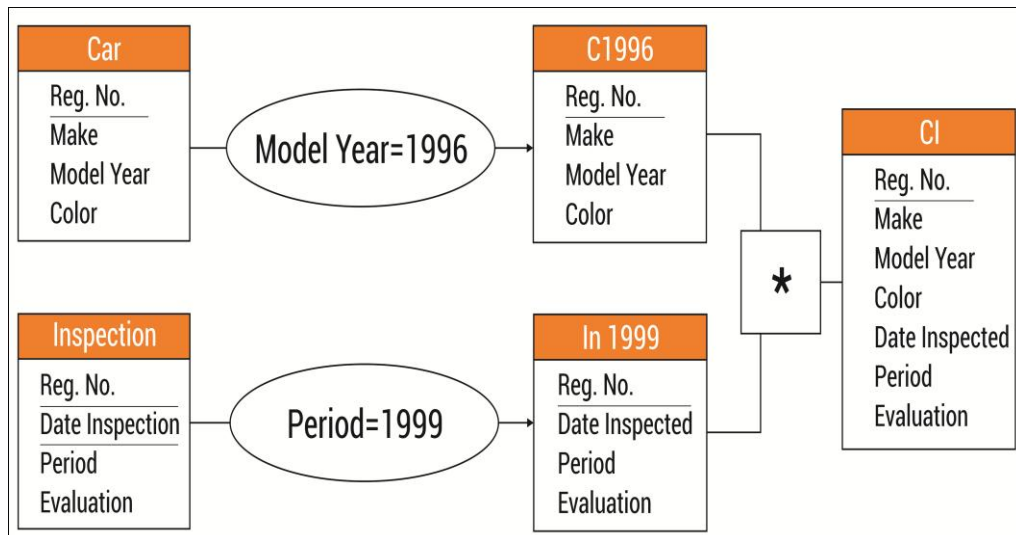 Car
Reg. No.
Make
Model Year
Color
Model Year=1996
C1996
Reg. No.
Make
Model Year
Color
Inspection
Reg. No.
Date Inspection
Period
Evaluation
Period=1999
In 1999
Reg. No.
Date Inspected
Period
Evaluation
*
CI
Reg. No.
Make
Model Year
Color
Date Inspected
Period
Evaluation